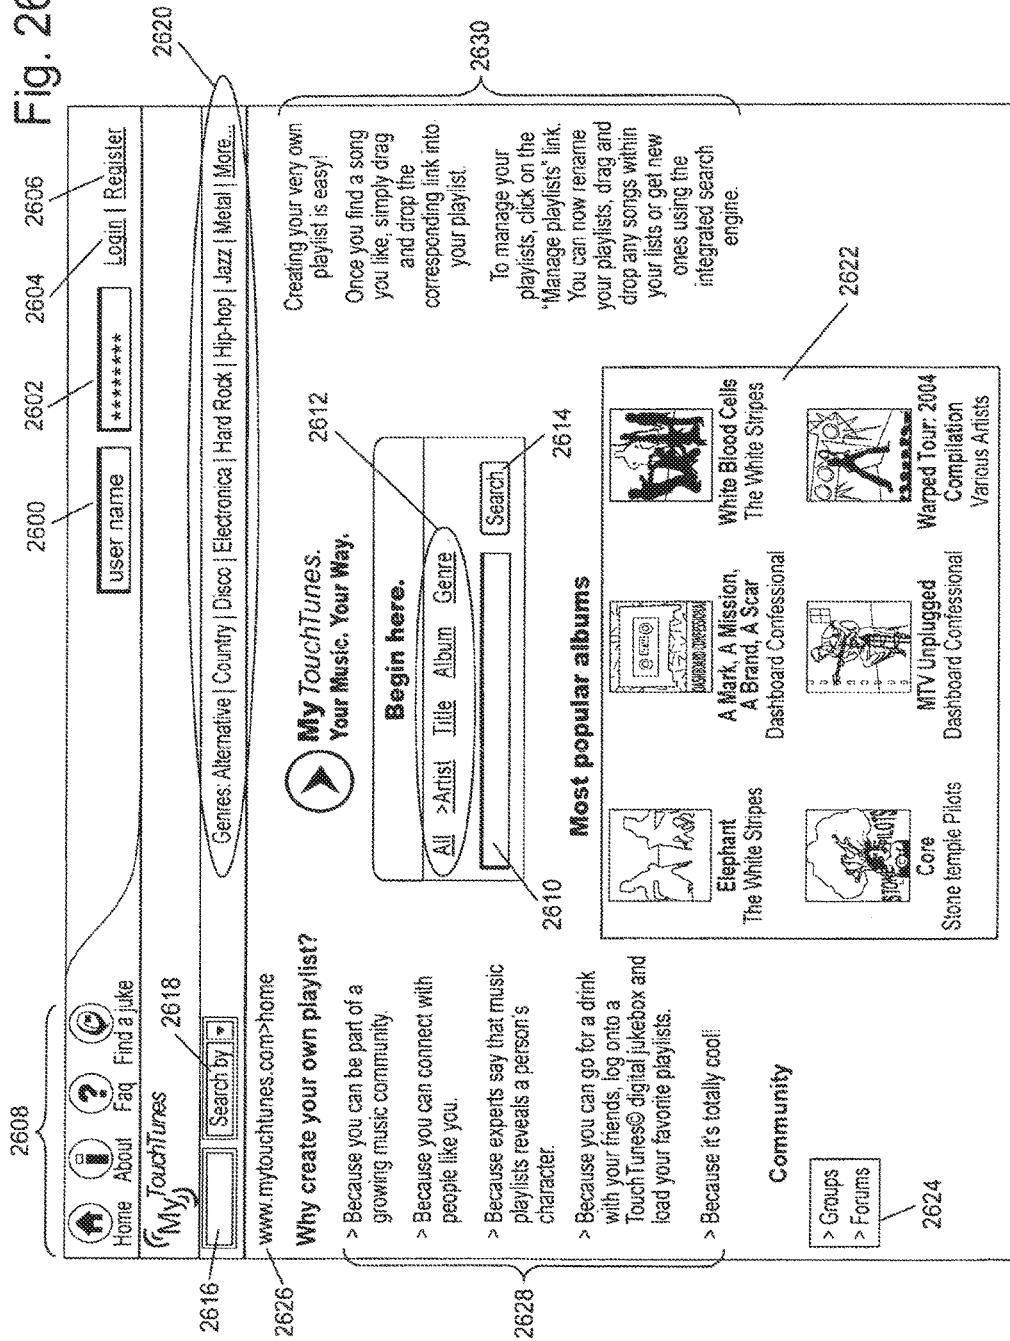 Fig. 26
2608
2600
2602
2604
2606
2620
Home
About
Faq
Find a juke
user name
********
Login | Register
MyTouchTunes
2618
2616
Search by
Genres: Alternative | Country | Disco | Electronica | Hard Rock | Hip-hop | Jazz | Metal | More...
2626
www.mytouchtunes.com>home
Why create your own playlist?
> Because you can be part of a
growing music community.
> Because you can connect with
people like you.
> Because experts say that music
playlists reveals a person's
character.
> Because you can go for a drink
with your friends, log onto a
TouchTunes© digital jukebox and
load your favorite playlists.
> Because it's totally cool!
2628
Community
> Groups
> Forums
2624
My TouchTunes.
Your Music. Your Way.
2612
Begin here.
All >Artist Title Album Genre
Search
2610
2614
Most popular albums
Elephant
The White Stripes
A Mark, A Mission,
A Brand, A Scar
Dashboard Confessional
White Blood Cells
The White Stripes
Core
Stone temple Pilots
MTV Unplugged
Dashboard Confessional
Warped Tour: 2004
Compilation
Various Artists
2622
Creating your very own
playlist is easy!
Once you find a song
you like, simply drag
and drop the
corresponding link into
your playlist.
To manage your
playlists, click on the
"Manage playlists" link.
You can now rename
your playlists, drag and
drop any songs within
your lists or get new
ones using the
integrated search
engine.
2630